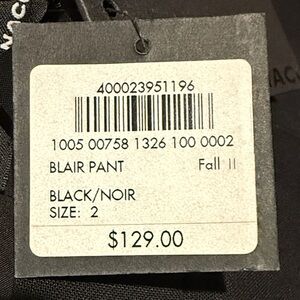 400023951196
1005 00758 1326 100 0002
BLAIR PANT Fall II
BLACK/NOIR
SIZE: 2
$129.00